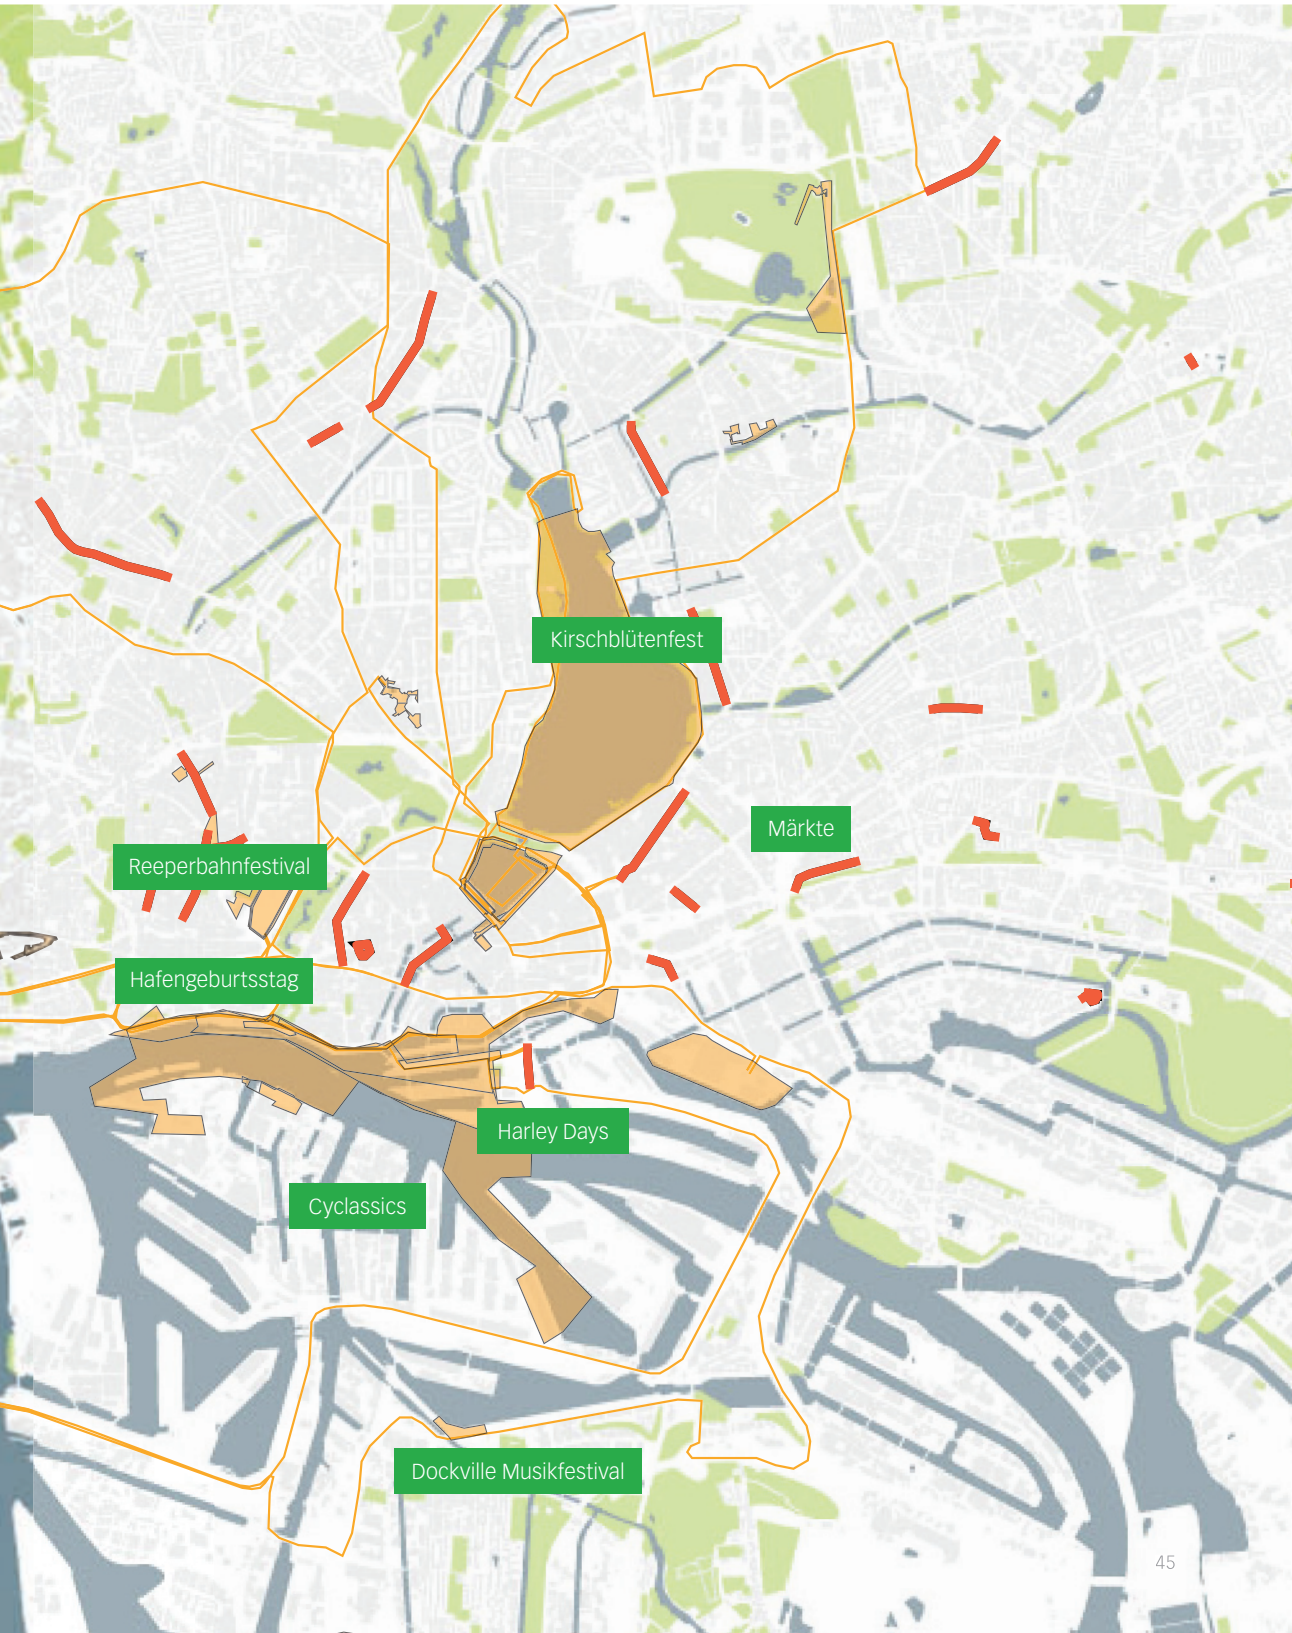 Kirschblütenfest
Märkte
Reeperbahnfestival
Hafengeburtsstag
Harley Days
Cyclassics
Dockville Musikfestival
45